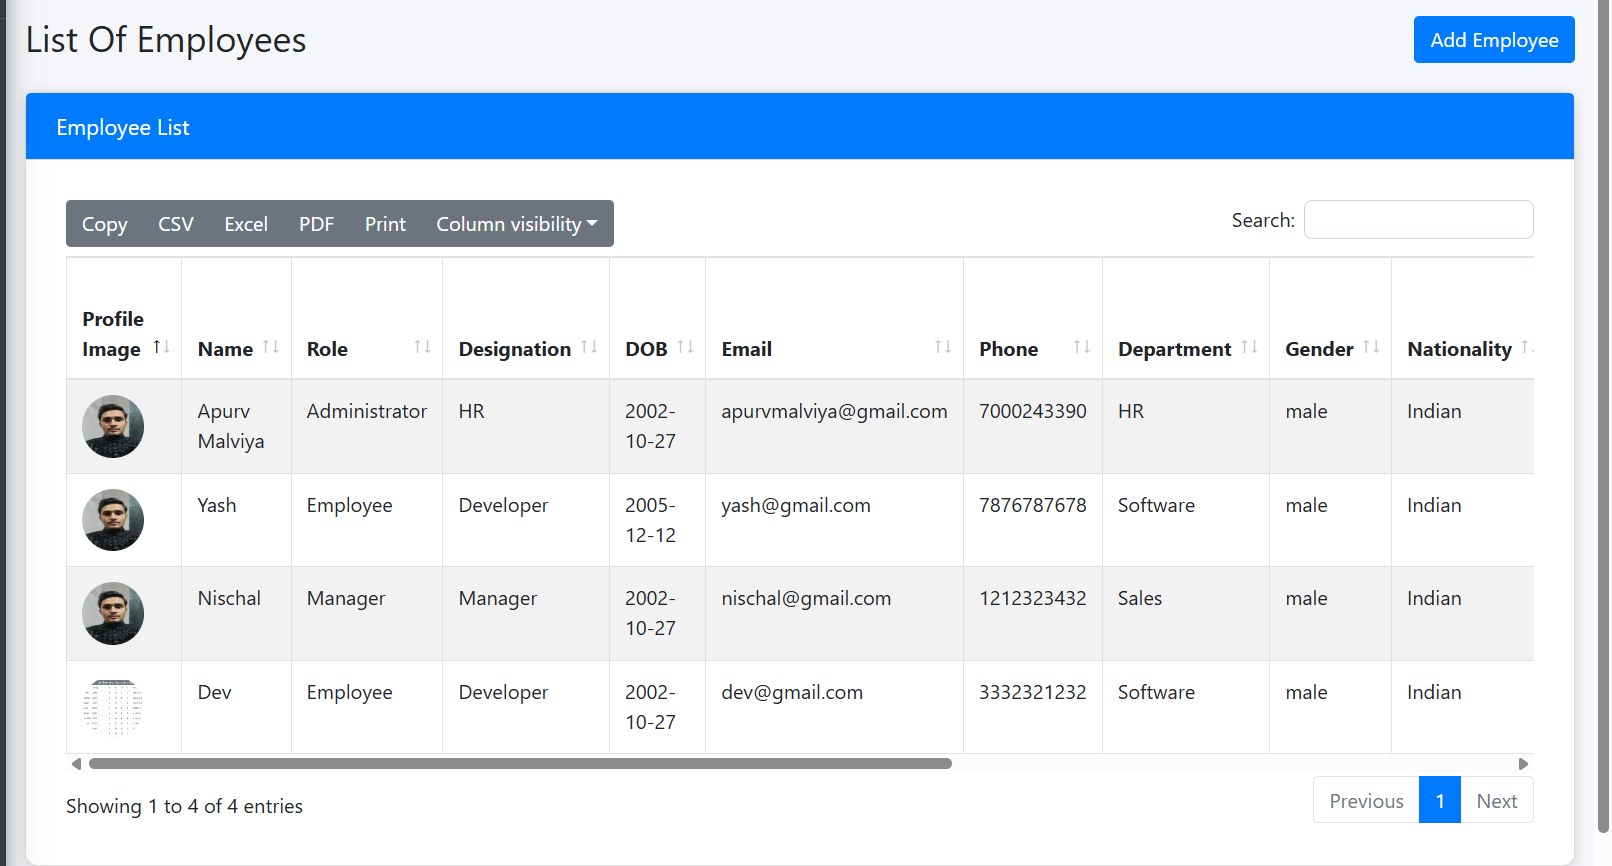 List Of Employees
Add Employee
Employee List
Copy CSV Excel PDF Print Column visibility
Search:
Profile Image Name Role Designation DOB Email Phone Department Gender Nationality
Apurv Malviya Administrator HR 2002-10-27 apurvmalviya@gmail.com 7000243390 HR male Indian
Yash Employee Developer 2005-12-12 yash@gmail.com 7876787678 Software male Indian
Nischal Manager Manager 2002-10-27 nischal@gmail.com 1212323432 Sales male Indian
Dev Employee Developer 2002-10-27 dev@gmail.com 3332321232 Software male Indian
Showing 1 to 4 of 4 entries
Previous 1 Next